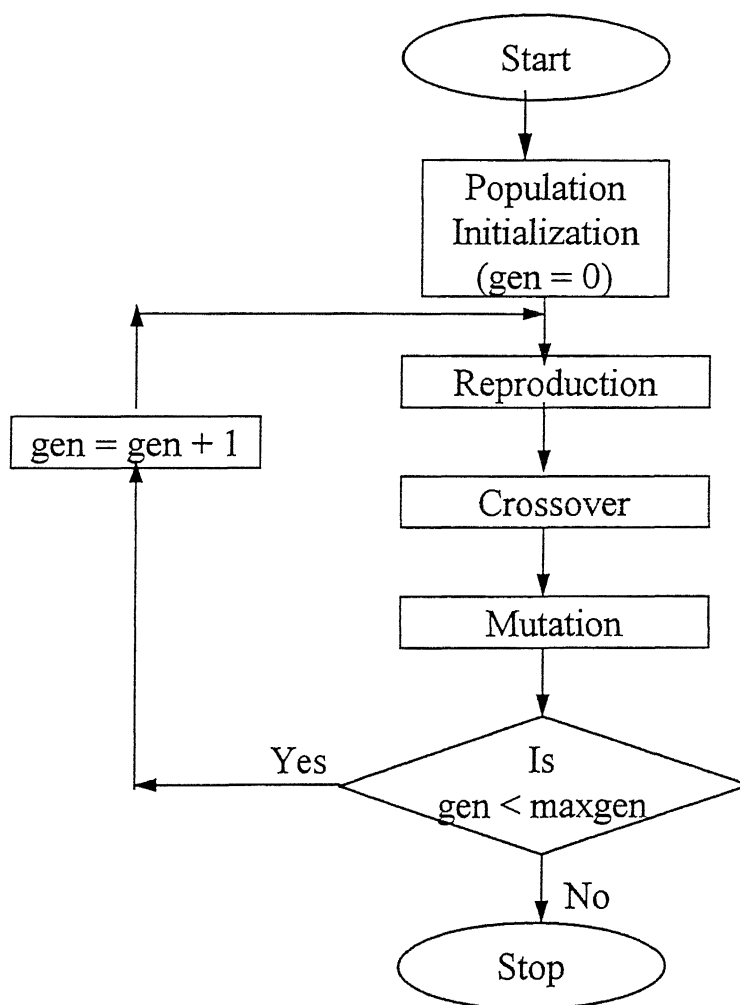 Start
Population
Initialization
(gen = 0)
Reproduction
gen = gen + 1
Crossover
Mutation
Yes
Is
gen < maxgen
No
Stop